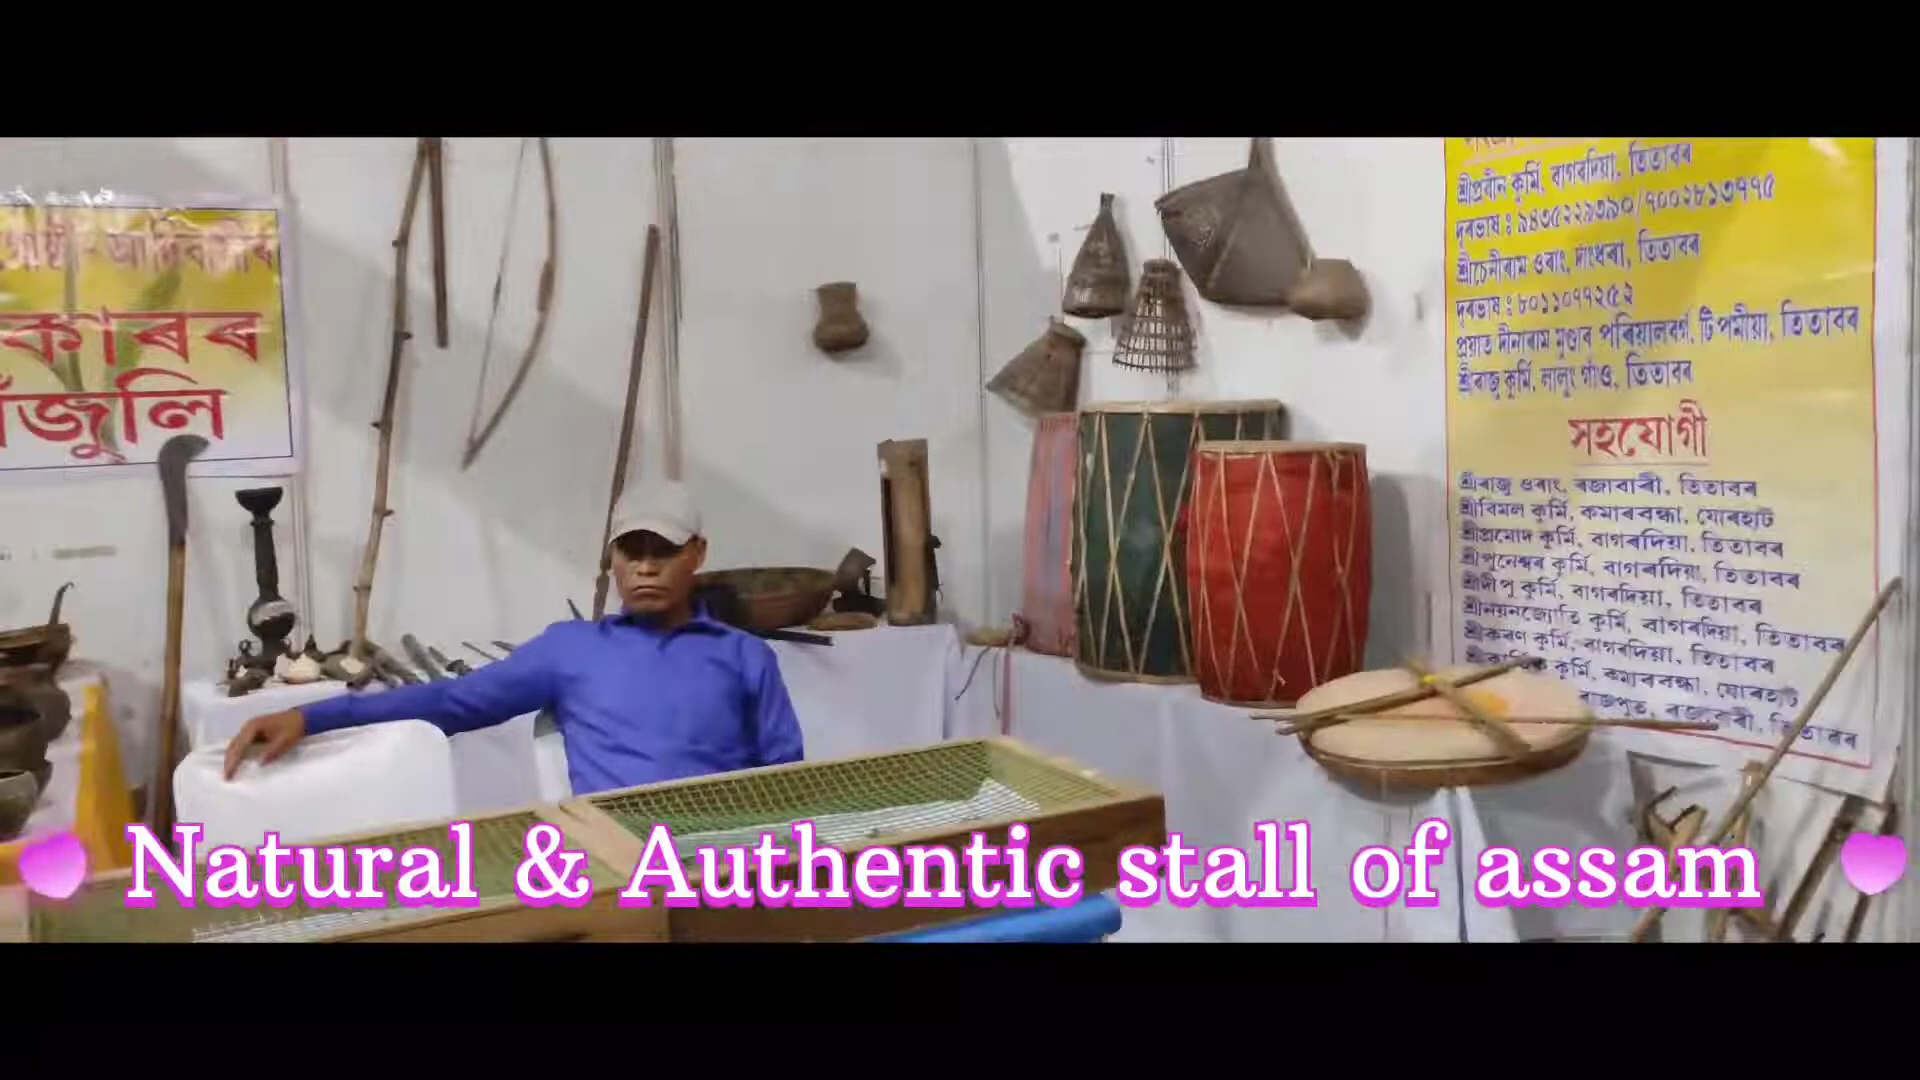 আদিবাসীৰ
কাৰৰ
ঁজুলি
শ্ৰীপ্ৰবীন কুৰ্মি, বাগৰদিয়া, তিতাবৰ
দূৰভাষ : ৯৪৩৫২২৯৩৯০/৭০০২৮১৩৭৭৫
শ্ৰীচেনীৰাম ওৰাং, দাংধৰা, তিতাবৰ
দূৰভাষ : ৮০১১০৭৭২৫২
প্ৰয়াত দীনাৰাম মুণ্ডাৰ পৰিয়ালবৰ্গ, টিপমীয়া, তিতাবৰ
শ্ৰীৰাজু কুৰ্মি, লালুং গাঁও, তিতাবৰ
সহযোগী
শ্ৰীৰাজু ওৰাং, ৰজাবাৰী, তিতাবৰ
শ্ৰীবিমল কুৰ্মি, কমাৰবন্ধা, যোৰহাট
শ্ৰীপ্ৰমোদ কুৰ্মি, বাগৰদিয়া, তিতাবৰ
শ্ৰীপুনেশ্বৰ কুৰ্মি, বাগৰদিয়া, তিতাবৰ
শ্ৰীদীপু কুৰ্মি, বাগৰদিয়া, তিতাবৰ
শ্ৰীনয়নজ্যোতি কুৰ্মি, বাগৰদিয়া, তিতাবৰ
শ্ৰীকৰণ কুৰ্মি, বাগৰদিয়া, তিতাবৰ
কুৰ্মি, কমাৰবন্ধা, যোৰহাট
ৰাজপুত, ৰজাবাৰী, তিতাবৰ
Natural & Authentic stall of assam